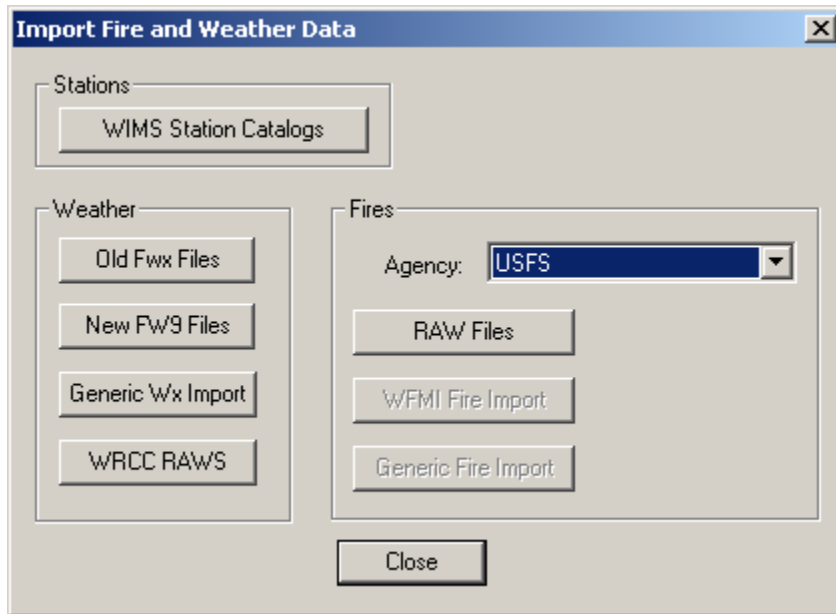 Import Fire and Weather Data
Stations
WIMS Station Catalogs
Weather
Old Fwx Files
New FW9 Files
Generic Wx Import
WRCC RAWS
Fires
Agency: USFS
RAW Files
WFMI Fire Import
Generic Fire Import
Close